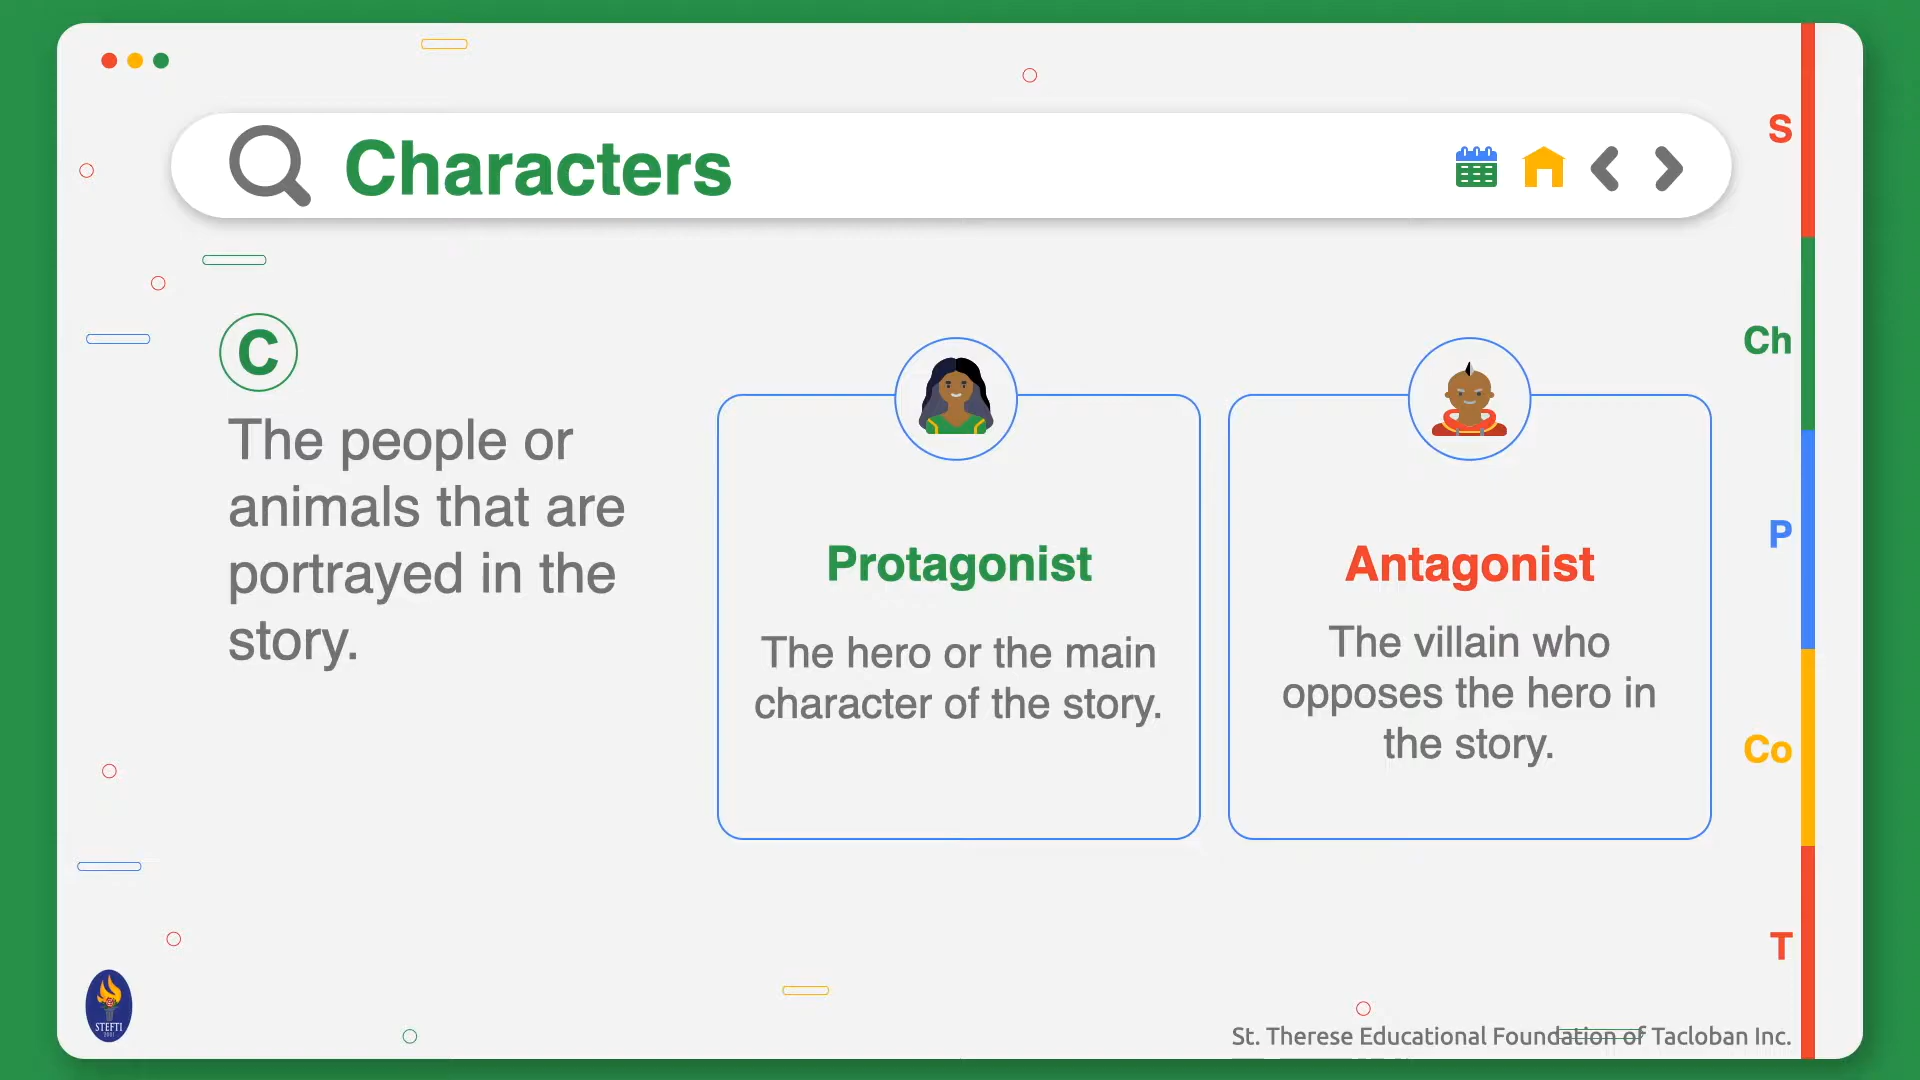 Characters
C
The people or
animals that are
portrayed in the
story.
Protagonist
The hero or the main
character of the story.
Antagonist
The villain who
opposes the hero in
the story.
S
Ch
P
Co
T
STEFTI
St. Therese Educational Foundation of Tacloban Inc.